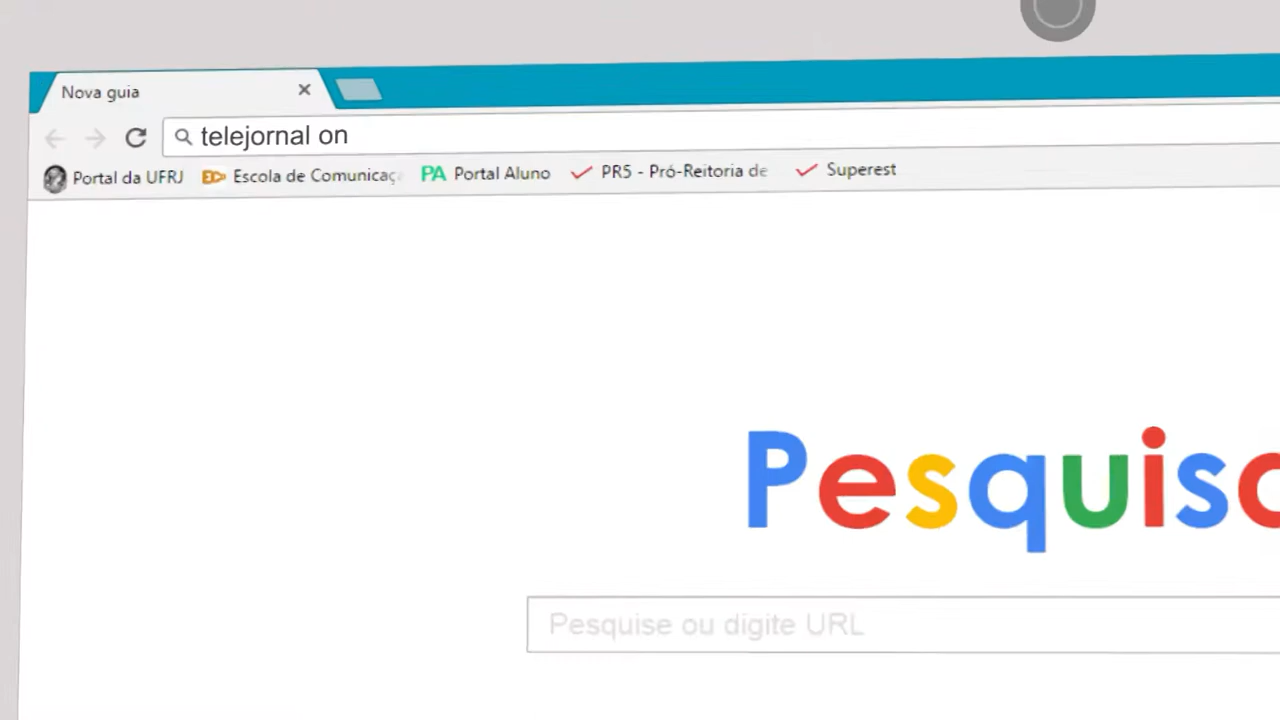 Nova guia
telejornal on
Portal da UFRJ Escola de Comunicaç PA Portal Aluno PR5 - Pró-Reitoria de Superest
Pesquis
Pesquise ou digite URL